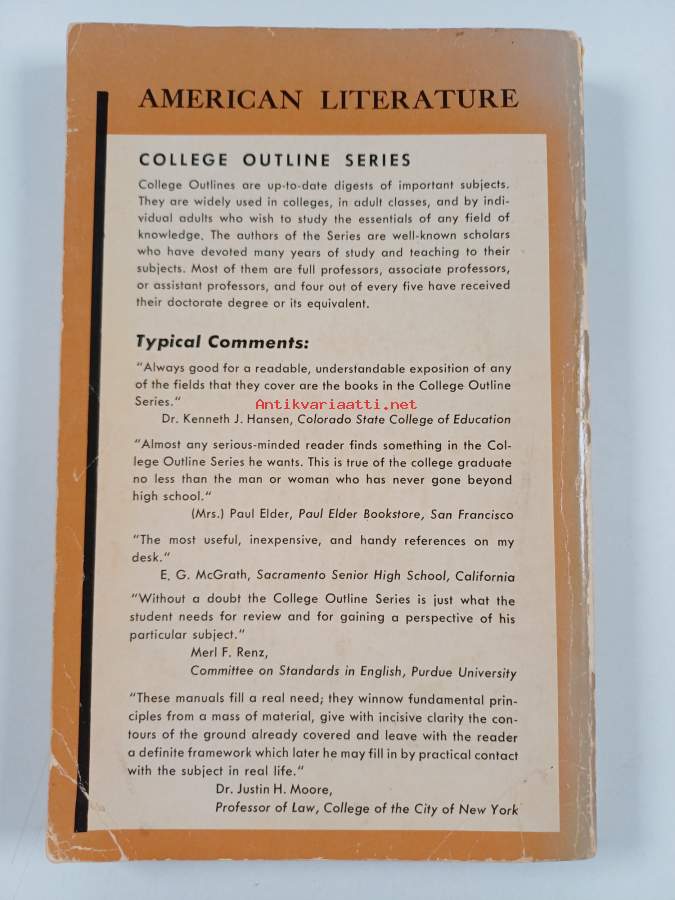 AMERICAN LITERATURE
COLLEGE OUTLINE SERIES
College Outlines are up-to-date digests of important subjects.
They are widely used in colleges, in adult classes, and by indi-
vidual adults who wish to study the essentials of any field of
knowledge. The authors of the Series are well-known scholars
who have devoted many years of study and teaching to their
subjects. Most of them are full professors, associate professors,
or assistant professors, and four out of every five have received
their doctorate degree or its equivalent.
Typical Comments:
"Always good for a readable, understandable exposition of any
of the fields that they cover are the books in the College Outline
Series."
Antikvariaatti.net
Dr. Kenneth J. Hansen, Colorado State College of Education
"Almost any serious-minded reader finds something in the Col-
lege Outline Series he wants. This is true of the college graduate
no less than the man or woman who has never gone beyond
high school."
(Mrs.) Paul Elder, Paul Elder Bookstore, San Francisco
"The most useful, inexpensive, and handy references on my
desk."
E. G. McGrath, Sacramento Senior High School, California
"Without a doubt the College Outline Series is just what the
student needs for review and for gaining a perspective of his
particular subject."
Merl F. Renz,
Committee on Standards in English, Purdue University
"These manuals fill a real need; they winnow fundamental prin-
ciples from a mass of material, give with incisive clarity the con-
tours of the ground already covered and leave with the reader
a definite framework which later he may fill in by practical contact
with the subject in real life."
Dr. Justin H. Moore,
Professor of Law, College of the City of New York